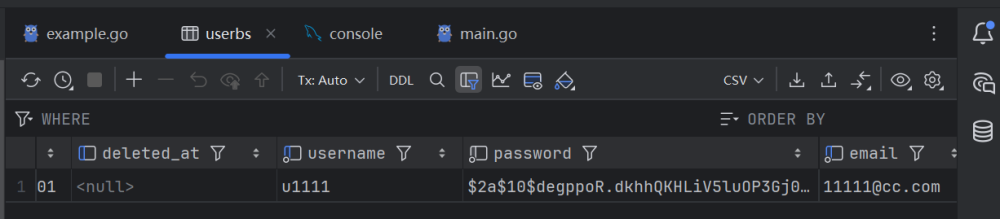 example.go userbs console main.go
Tx: Auto DDL CSV
WHERE ORDER BY
deleted_at username password email
1 01 <null> u1111 $2a$10$degppoR.dkhhQKHLiV5luOP3Gj0… 11111@cc.com